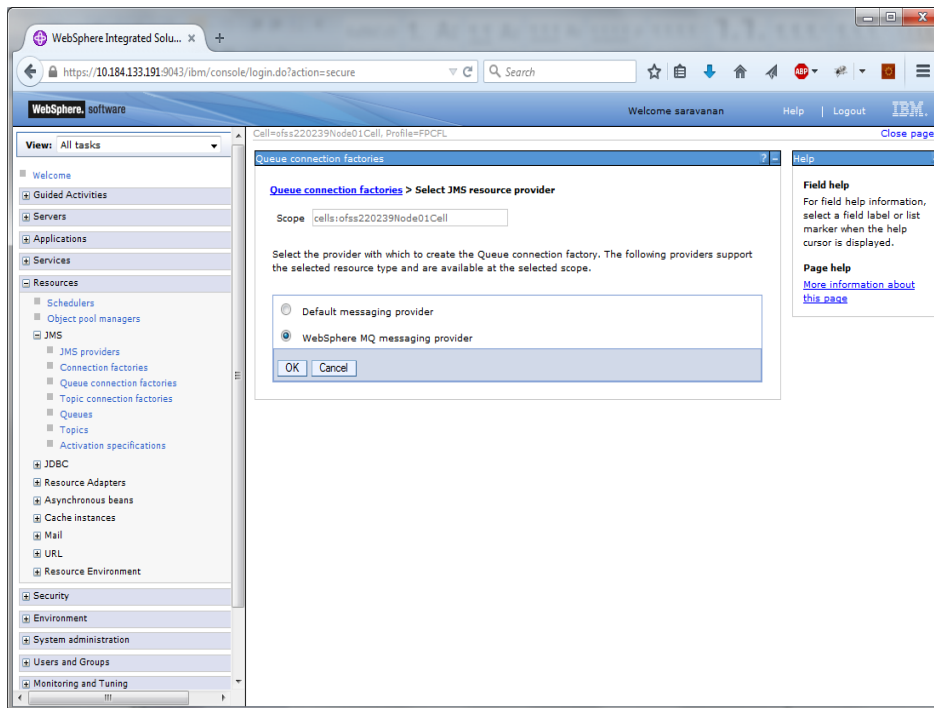 WebSphere Integrated Solu... ×
https://10.184.133.191:9043/ibm/console/login.do?action=secure
Search
ABP
WebSphere. software
Welcome saravanan
Help | Logout
IBM.
View: All tasks
Welcome
Guided Activities
Servers
Applications
Services
Resources
Schedulers
Object pool managers
JMS
JMS providers
Connection factories
Queue connection factories
Topic connection factories
Queues
Topics
Activation specifications
JDBC
Resource Adapters
Asynchronous beans
Cache instances
Mail
URL
Resource Environment
Security
Environment
System administration
Users and Groups
Monitoring and Tuning
Cell=ofss220239Node01Cell, Profile=FPCFL
Close page
Queue connection factories
? -
Queue connection factories > Select JMS resource provider
Scope cells:ofss220239Node01Cell
Select the provider with which to create the Queue connection factory. The following providers support
the selected resource type and are available at the selected scope.
Default messaging provider
WebSphere MQ messaging provider
OK Cancel
Help
Field help
For field help information,
select a field label or list
marker when the help
cursor is displayed.
Page help
More information about
this page